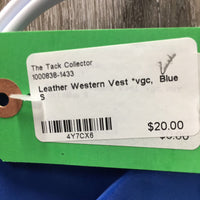 The Tack Collector
1000838-1433
Leather Western Vest *vgc, Blue
S
$20.00
4Y7CX6